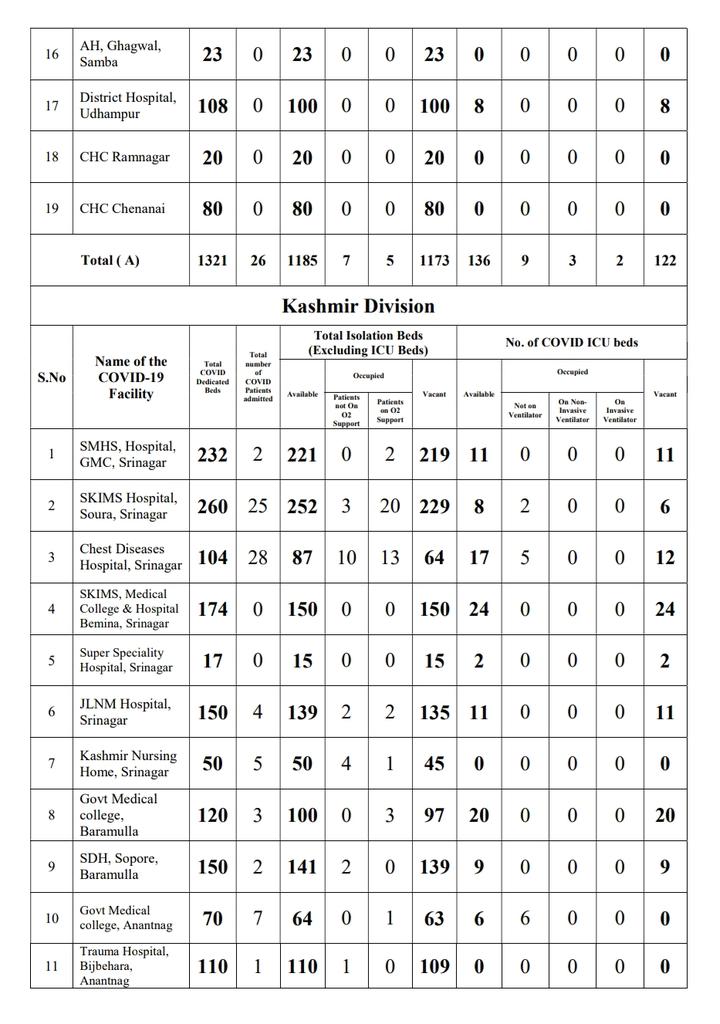 16 AH, Ghagwal, Samba 23 0 23 0 0 23 0 0 0 0 0
17 District Hospital, Udhampur 108 0 100 0 0 100 8 0 0 0 8
18 CHC Ramnagar 20 0 20 0 0 20 0 0 0 0 0
19 CHC Chenanai 80 0 80 0 0 80 0 0 0 0 0
Total ( A) 1321 26 1185 7 5 1173 136 9 3 2 122
Kashmir Division
S.No
Name of the
COVID-19
Facility
Total
COVID
Dedicated
Beds
Total
number
of
COVID
Patients
admitted
Total Isolation Beds
(Excluding ICU Beds)
No. of COVID ICU beds
Available
Occupied
Patients
not On
O2
Support
Patients
on O2
Support
Vacant
Available
Occupied
Not on
Ventilator
On Non-
Invasive
Ventilator
On
Invasive
Ventilator
Vacant
1 SMHS, Hospital, GMC, Srinagar 232 2 221 0 2 219 11 0 0 0 11
2 SKIMS Hospital, Soura, Srinagar 260 25 252 3 20 229 8 2 0 0 6
3 Chest Diseases Hospital, Srinagar 104 28 87 10 13 64 17 5 0 0 12
4 SKIMS, Medical College & Hospital Bemina, Srinagar 174 0 150 0 0 150 24 0 0 0 24
5 Super Speciality Hospital, Srinagar 17 0 15 0 0 15 2 0 0 0 2
6 JLNM Hospital, Srinagar 150 4 139 2 2 135 11 0 0 0 11
7 Kashmir Nursing Home, Srinagar 50 5 50 4 1 45 0 0 0 0 0
8 Govt Medical college, Baramulla 120 3 100 0 3 97 20 0 0 0 20
9 SDH, Sopore, Baramulla 150 2 141 2 0 139 9 0 0 0 9
10 Govt Medical college, Anantnag 70 7 64 0 1 63 6 6 0 0 0
11 Trauma Hospital, Bijbehara, Anantnag 110 1 110 1 0 109 0 0 0 0 0